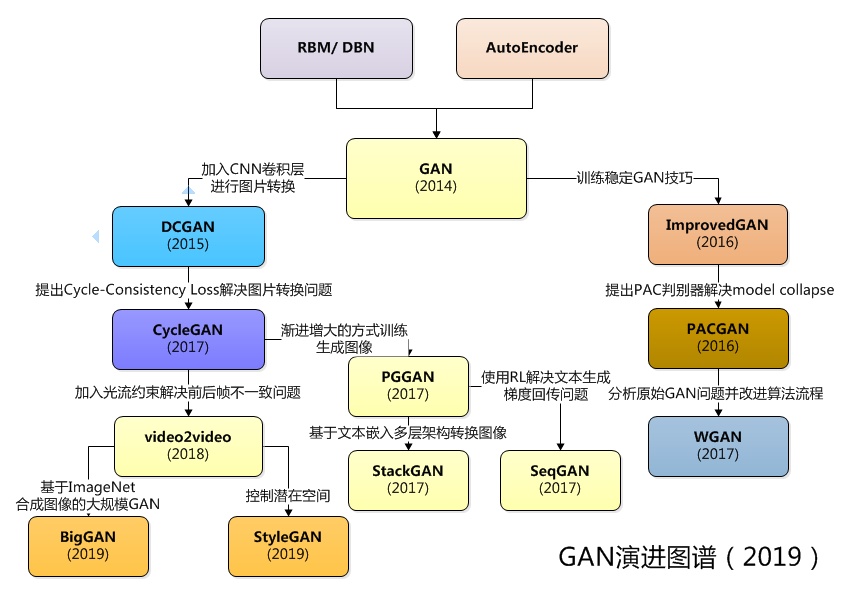 RBM/ DBN
AutoEncoder
GAN
(2014)
加入CNN卷积层
进行图片转换
训练稳定GAN技巧
DCGAN
(2015)
ImprovedGAN
(2016)
提出Cycle-Consistency Loss解决图片转换问题
提出PAC判别器解决model collapse
CycleGAN
(2017)
渐进增大的方式训练
生成图像
PACGAN
(2016)
PGGAN
(2017)
使用RL解决文本生成
梯度回传问题
加入光流约束解决前后帧不一致问题
分析原始GAN问题并改进算法流程
video2video
(2018)
基于文本嵌入多层架构转换图像
WGAN
(2017)
StackGAN
(2017)
SeqGAN
(2017)
基于ImageNet
合成图像的大规模GAN
控制潜在空间
BigGAN
(2019)
StyleGAN
(2019)
GAN演进图谱（2019）